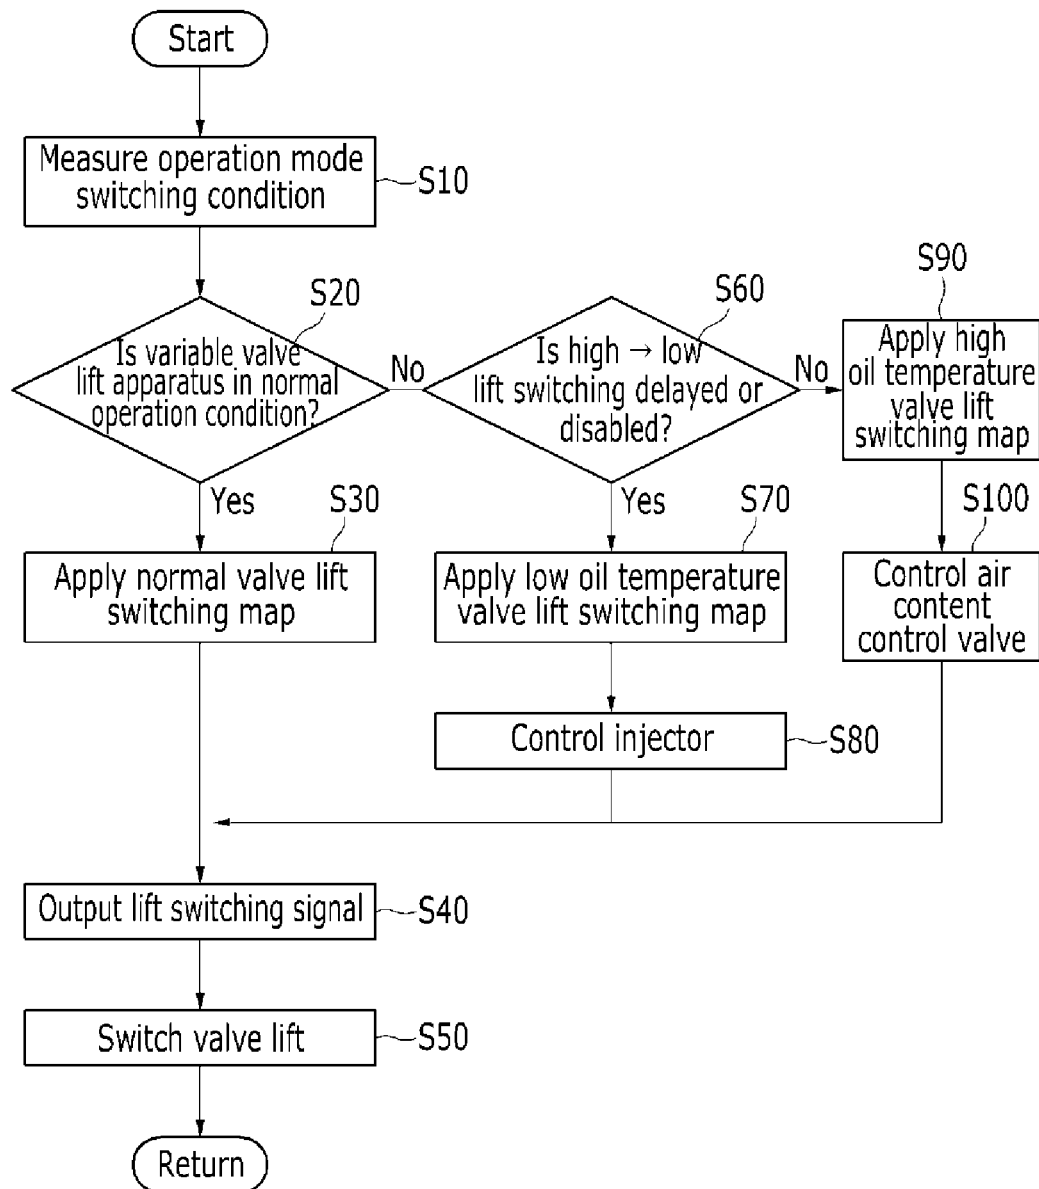 Start
Measure operation mode
switching condition
S10
S20
Is variable valve
lift apparatus in normal
operation condition?
No
Yes
S60
Is high → low
lift switching delayed or
disabled?
No
Yes
S90
Apply high
oil temperature
valve lift
switching map
S30
Apply normal valve lift
switching map
S70
Apply low oil temperature
valve lift switching map
S100
Control air
content
control valve
Control injector
S80
Output lift switching signal
S40
Switch valve lift
S50
Return